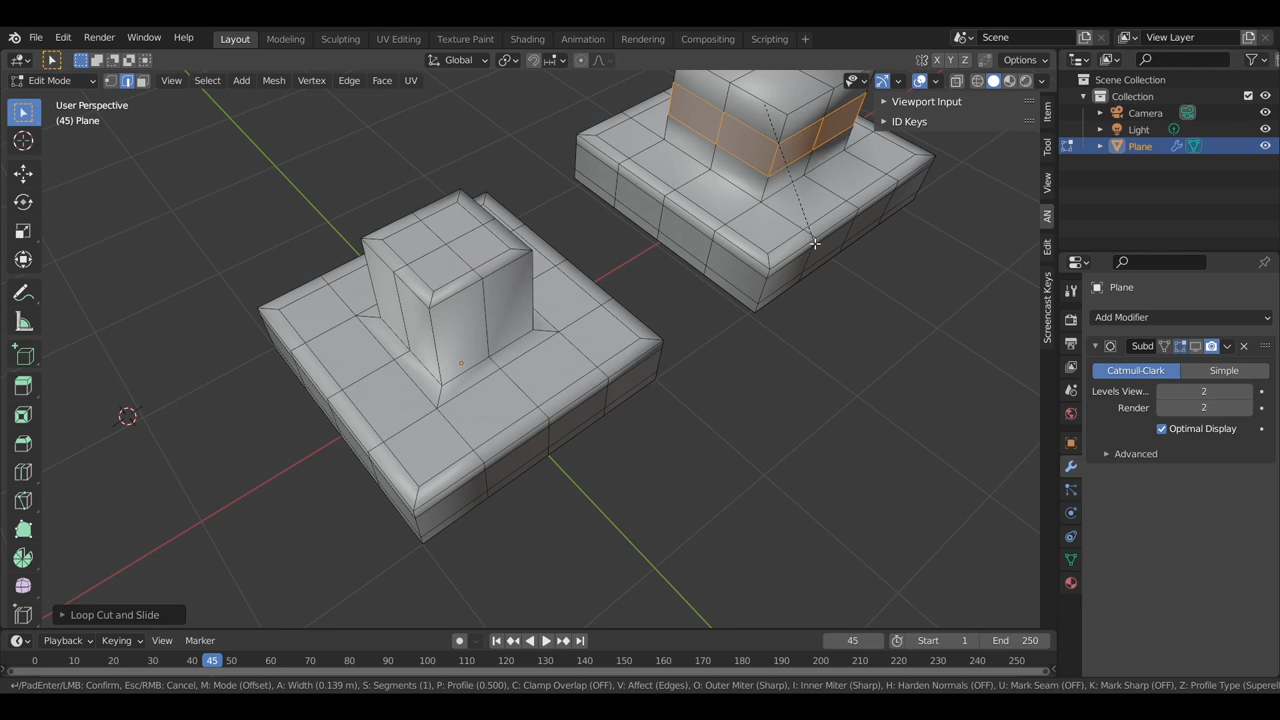 File Edit Render Window Help Layout Modeling Sculpting UV Editing Texture Paint Shading Animation Rendering Compositing Scripting + Scene View Layer
Global X Y Z Options
Edit Mode View Select Add Mesh Vertex Edge Face UV
User Perspective
(45) Plane
Viewport Input
ID Keys
Item
Tool
View
AN
Edit
Screencast Keys
Scene Collection
Collection
Camera
Light
Plane
Plane
Add Modifier
Subd
Catmull-Clark Simple
Levels View... 2
Render 2
Optimal Display
Advanced
Loop Cut and Slide
Playback Keying View Marker 45 Start 1 End 250
0 10 20 30 40 45 50 60 70 80 90 100 110 120 130 140 150 160 170 180 190 200 210 220 230 240 250
/PadEnter/LMB: Confirm, Esc/RMB: Cancel, M: Mode (Offset), A: Width (0.139 m), S: Segments (1), P: Profile (0.500), C: Clamp Overlap (OFF), V: Affect (Edges), O: Outer Miter (Sharp), I: Inner Miter (Sharp), H: Harden Normals (OFF), U: Mark Seam (OFF), K: Mark Sharp (OFF), Z: Profile Type (Superel